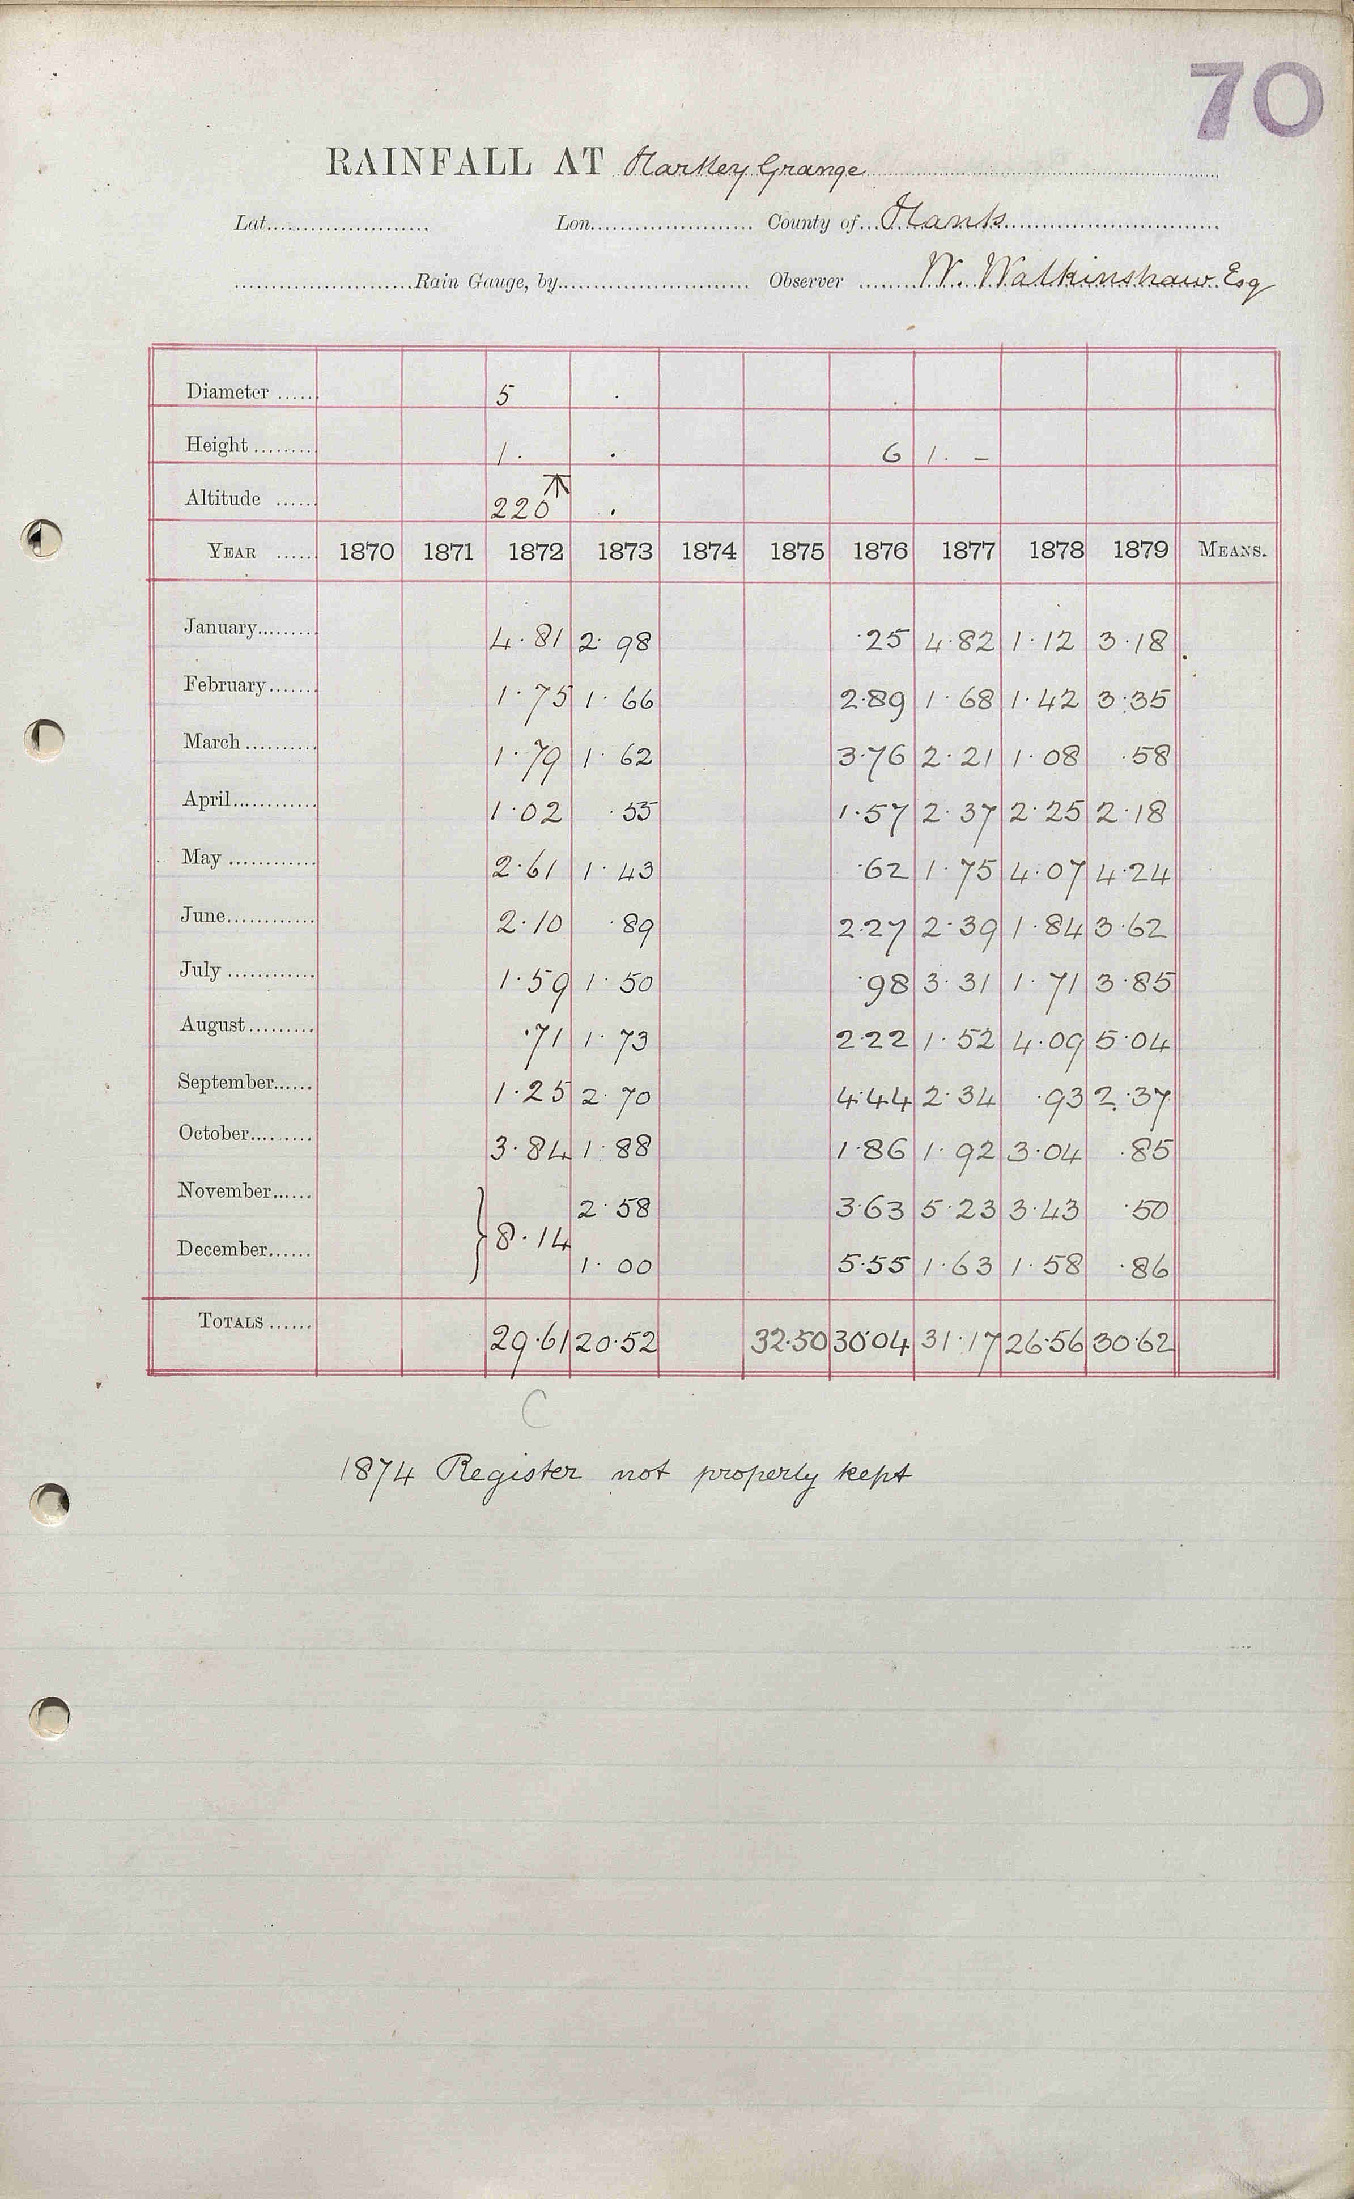 70
RAINFALL AT Hartley Grange
Lat. Lon. County of Hants
Rain Gauge, by Observer W. Walkinshaw Esq
Diameter 5 .
Height 1. . 6 1. –
Altitude 220 .
YEAR 1870 1871 1872 1873 1874 1875 1876 1877 1878 1879 MEANS.
January 4.81 2.98 .25 4.82 1.12 3.18
February 1.75 1.66 2.89 1.68 1.42 3.35
March 1.79 1.62 3.76 2.21 1.08 .58
April 1.02 .55 1.57 2.37 2.25 2.18
May 2.61 1.43 .62 1.75 4.07 4.24
June 2.10 .89 2.27 2.39 1.84 3.62
July 1.59 1.50 .98 3.31 1.71 3.85
August .71 1.73 2.22 1.52 4.09 5.04
September 1.25 2.70 4.44 2.34 .93 2.37
October 3.84 1.88 1.86 1.92 3.04 .85
November 2.58 3.63 5.23 3.43 .50
} 8.14
December 1.00 5.55 1.63 1.58 .86
TOTALS 29.61 20.52 32.50 30.04 31.17 26.56 30.62
C
1874 Register not properly kept